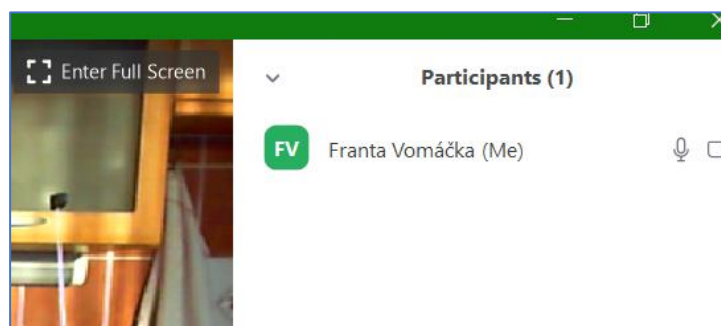 Enter Full Screen
Participants (1)
FV
Franta Vomáčka (Me)